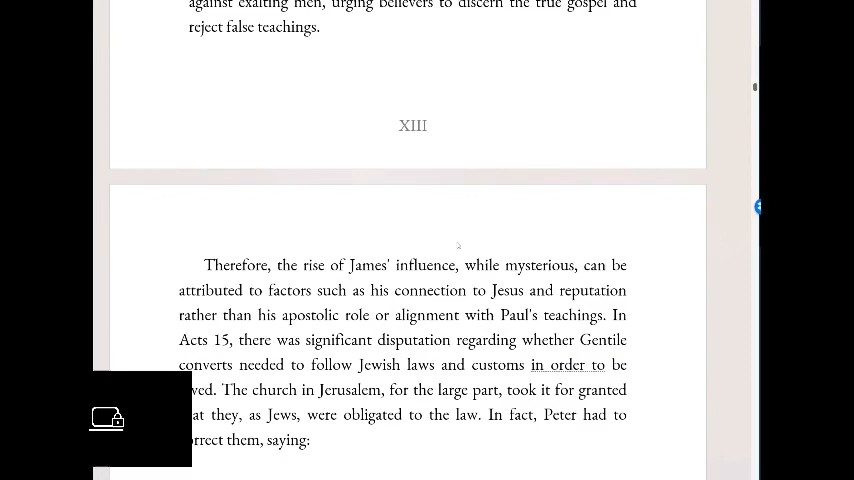 against exalting men, urging believers to discern the true gospel and
reject false teachings.
XIII
Therefore, the rise of James' influence, while mysterious, can be
attributed to factors such as his connection to Jesus and reputation
rather than his apostolic role or alignment with Paul's teachings. In
Acts 15, there was significant disputation regarding whether Gentile
converts needed to follow Jewish laws and customs in order to be
The church in Jerusalem, for the large part, took it for granted
they, as Jews, were obligated to the law. In fact, Peter had to
them, saying: